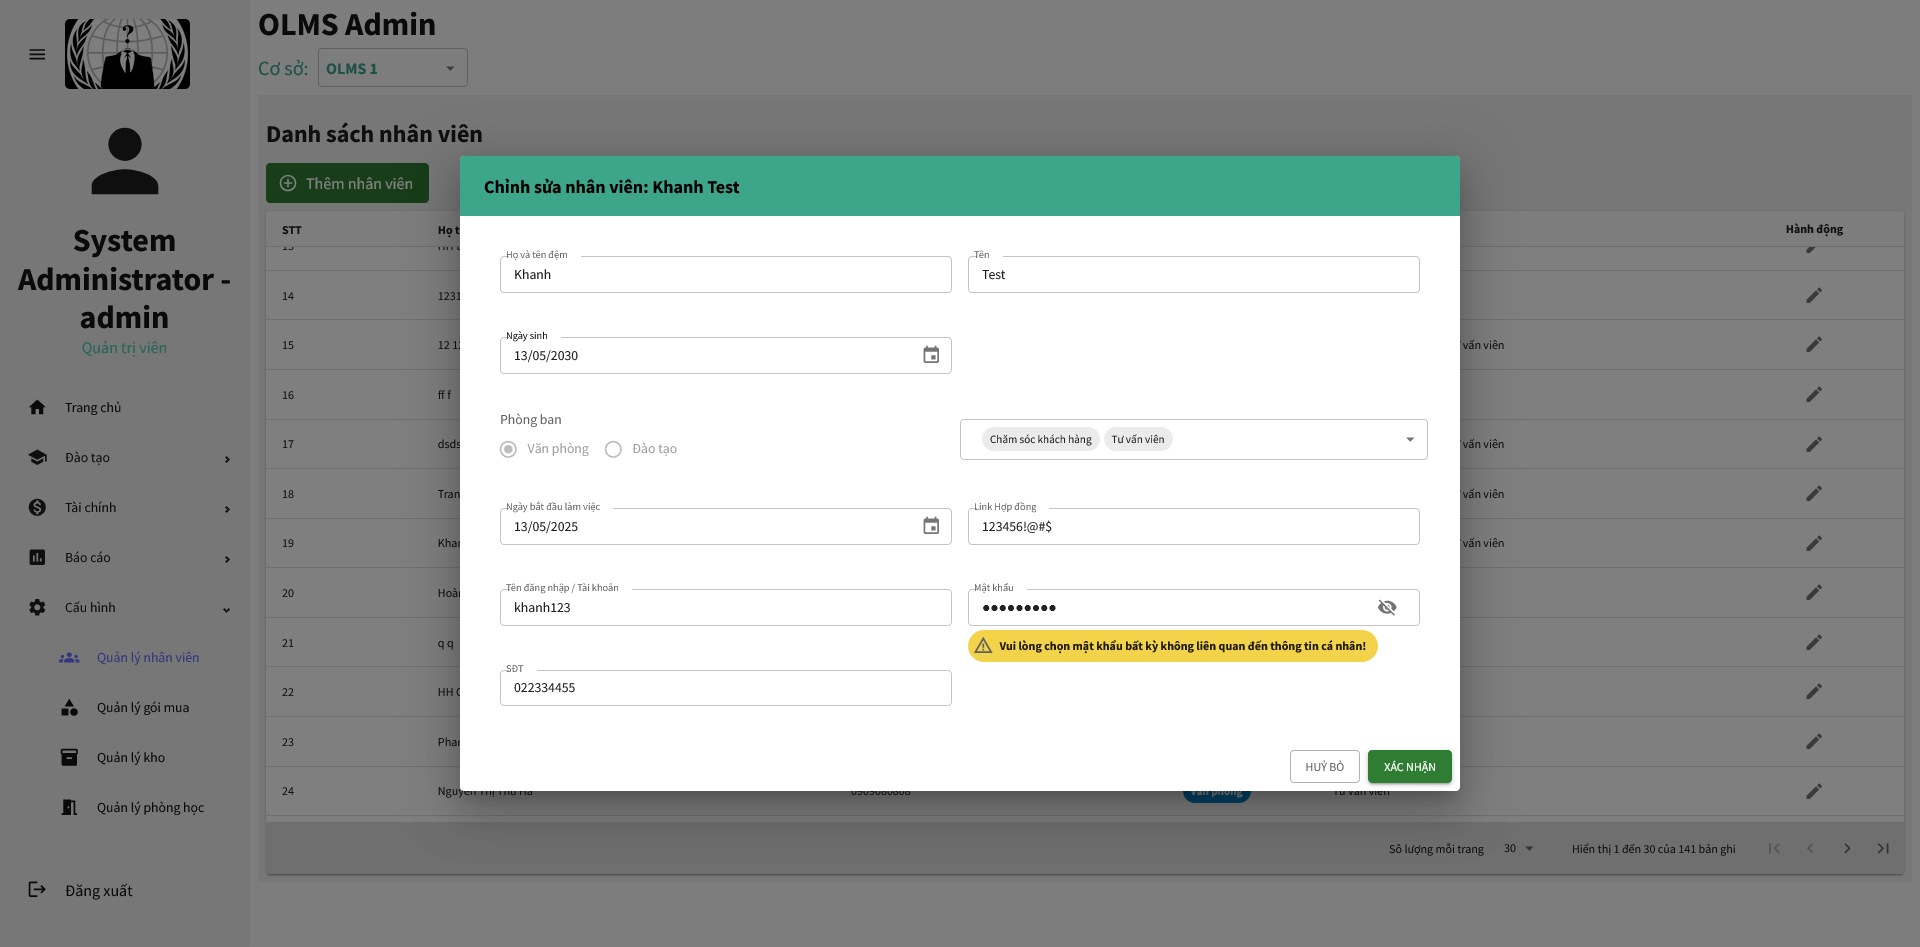 OLMS Admin
Cơ sở: OLMS 1
System
Administrator -
admin
Quản trị viên
Trang chủ
Đào tạo
Tài chính
Báo cáo
Cấu hình
Quản lý nhân viên
Quản lý gói mua
Quản lý kho
Quản lý phòng học
Đăng xuất
Danh sách nhân viên
Thêm nhân viên
STT Hành động
14 1231
15 vấn viên
16 ff f
17 dsds vấn viên
18 Tran vấn viên
19 vấn viên
20
21 q q
22 HH
23
24 Nguyễn Thị Thu Hà 0909080808 Văn phòng Tư vấn viên
Số lượng mỗi trang 30 Hiển thị 1 đến 30 của 141 bản ghi
Chỉnh sửa nhân viên: Khanh Test
Họ và tên đệm
Khanh
Tên
Test
Ngày sinh
13/05/2030
Phòng ban
Văn phòng Đào tạo
Chăm sóc khách hàng Tư vấn viên
Ngày bắt đầu làm việc
13/05/2025
Link Hợp đồng
123456!@#$
Tên đăng nhập / Tài khoản
khanh123
Mật khẩu
•••••••••
Vui lòng chọn mật khẩu bất kỳ không liên quan đến thông tin cá nhân!
SĐT
022334455
HUỶ BỎ
XÁC NHẬN